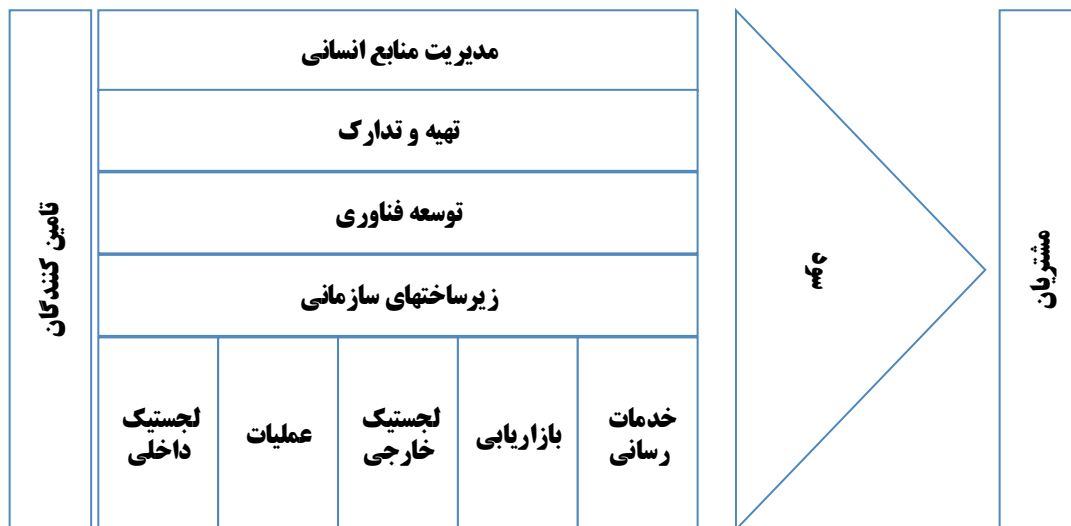 مدیریت منابع انسانی
تهیه و تدارک
توسعه فناوری
زیرساختهای سازمانی
تامین کنندگان
لجستیک
داخلی
عملیات
لجستیک
خارجی
بازاریابی
خدمات
رسانی
سود
مشتریان